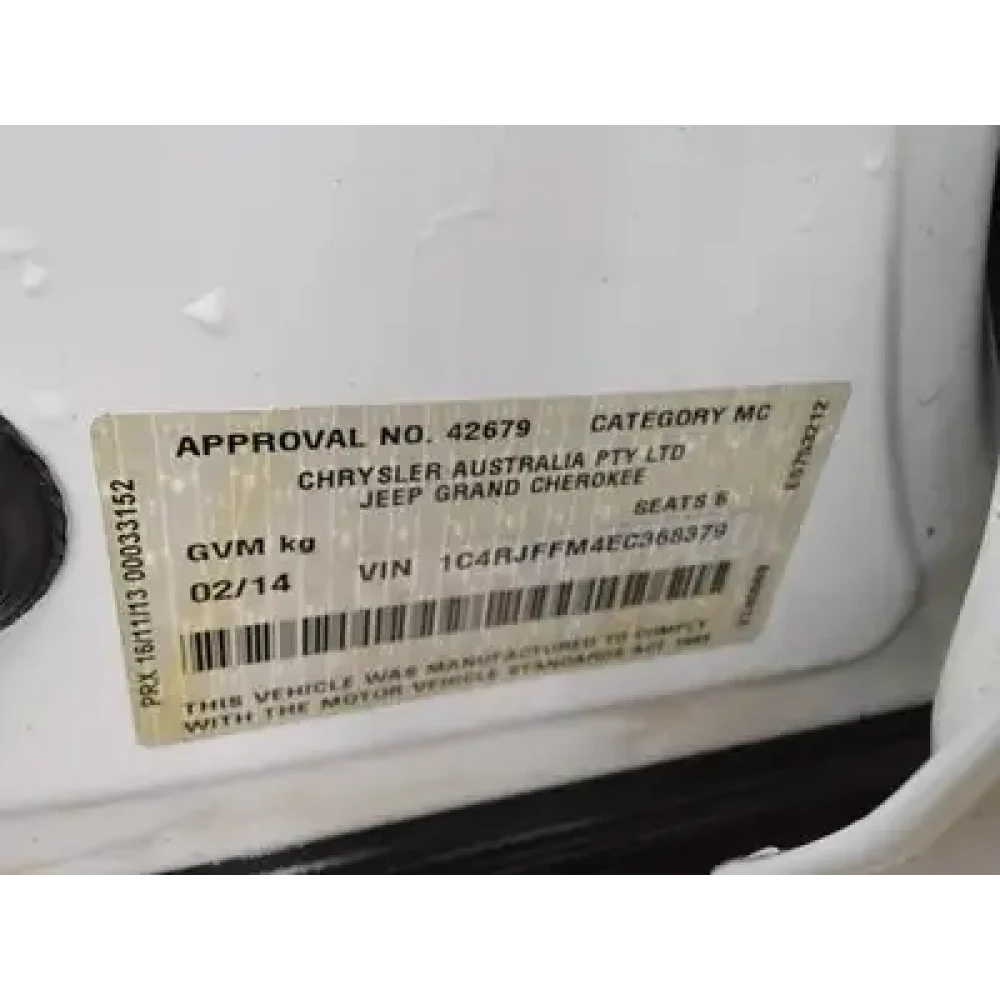 APPROVAL NO. 42679 CATEGORY MC
CHRYSLER AUSTRALIA PTY LTD
JEEP GRAND CHEROKEE
SEATS 5
GVM kg
02/14 VIN 1C4RJFFM4EC368379
THIS VEHICLE WAS MANUFACTURED TO COMPLY
WITH THE MOTOR VEHICLE STANDARDS ACT 1989
PRX 16/11/13 00033152